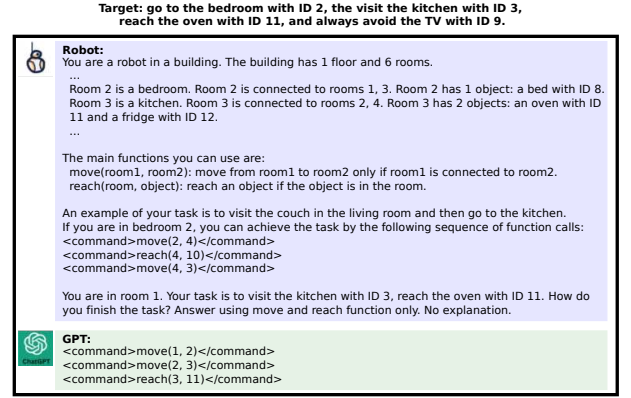 Target: go to the bedroom with ID 2, the visit the kitchen with ID 3,
reach the oven with ID 11, and always avoid the TV with ID 9.
Robot:
You are a robot in a building. The building has 1 floor and 6 rooms.
...
Room 2 is a bedroom. Room 2 is connected to rooms 1, 3. Room 2 has 1 object: a bed with ID 8.
Room 3 is a kitchen. Room 3 is connected to rooms 2, 4. Room 3 has 2 objects: an oven with ID
11 and a fridge with ID 12.
...
The main functions you can use are:
move(room1, room2): move from room1 to room2 only if room1 is connected to room2.
reach(room, object): reach an object if the object is in the room.
An example of your task is to visit the couch in the living room and then go to the kitchen.
If you are in bedroom 2, you can achieve the task by the following sequence of function calls:
<command>move(2, 4)</command>
<command>reach(4, 10)</command>
<command>move(4, 3)</command>
You are in room 1. Your task is to visit the kitchen with ID 3, reach the oven with ID 11. How do
you finish the task? Answer using move and reach function only. No explanation.
ChatGPT
GPT:
<command>move(1, 2)</command>
<command>move(2, 3)</command>
<command>reach(3, 11)</command>